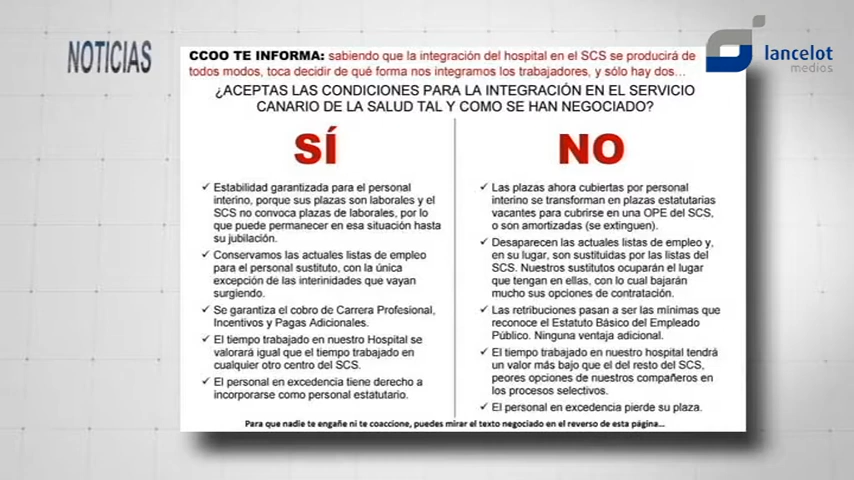 NOTICIAS
lancelot
medios
CCOO TE INFORMA: sabiendo que la integración del hospital en el SCS se producirá de
todos modos, toca decidir de qué forma nos integramos los trabajadores, y sólo hay dos…
¿ACEPTAS LAS CONDICIONES PARA LA INTEGRACIÓN EN EL SERVICIO
CANARIO DE LA SALUD TAL Y COMO SE HAN NEGOCIADO?
SÍ
✓ Estabilidad garantizada para el personal
interino, porque sus plazas son laborales y el
SCS no convoca plazas de laborales, por lo
que puede permanecer en esa situación hasta
su jubilación.
✓ Conservamos las actuales listas de empleo
para el personal sustituto, con la única
excepción de las interinidades que vayan
surgiendo.
✓ Se garantiza el cobro de Carrera Profesional,
Incentivos y Pagas Adicionales.
✓ El tiempo trabajado en nuestro Hospital se
valorará igual que el tiempo trabajado en
cualquier otro centro del SCS.
✓ El personal en excedencia tiene derecho a
incorporarse como personal estatutario.
NO
✓ Las plazas ahora cubiertas por personal
interino se transforman en plazas estatutarias
vacantes para cubrirse en una OPE del SCS,
o son amortizadas (se extinguen).
✓ Desaparecen las actuales listas de empleo y,
en su lugar, son sustituidas por las listas del
SCS. Nuestros sustitutos ocuparán el lugar
que tengan en ellas, con lo cual bajarán
mucho sus opciones de contratación.
✓ Las retribuciones pasan a ser las mínimas que
reconoce el Estatuto Básico del Empleado
Público. Ninguna ventaja adicional.
✓ El tiempo trabajado en nuestro hospital tendrá
un valor más bajo que el del resto del SCS,
peores opciones de nuestros compañeros en
los procesos selectivos.
✓ El personal en excedencia pierde su plaza.
Para que nadie te engañe ni te coaccione, puedes mirar el texto negociado en el reverso de esta página…